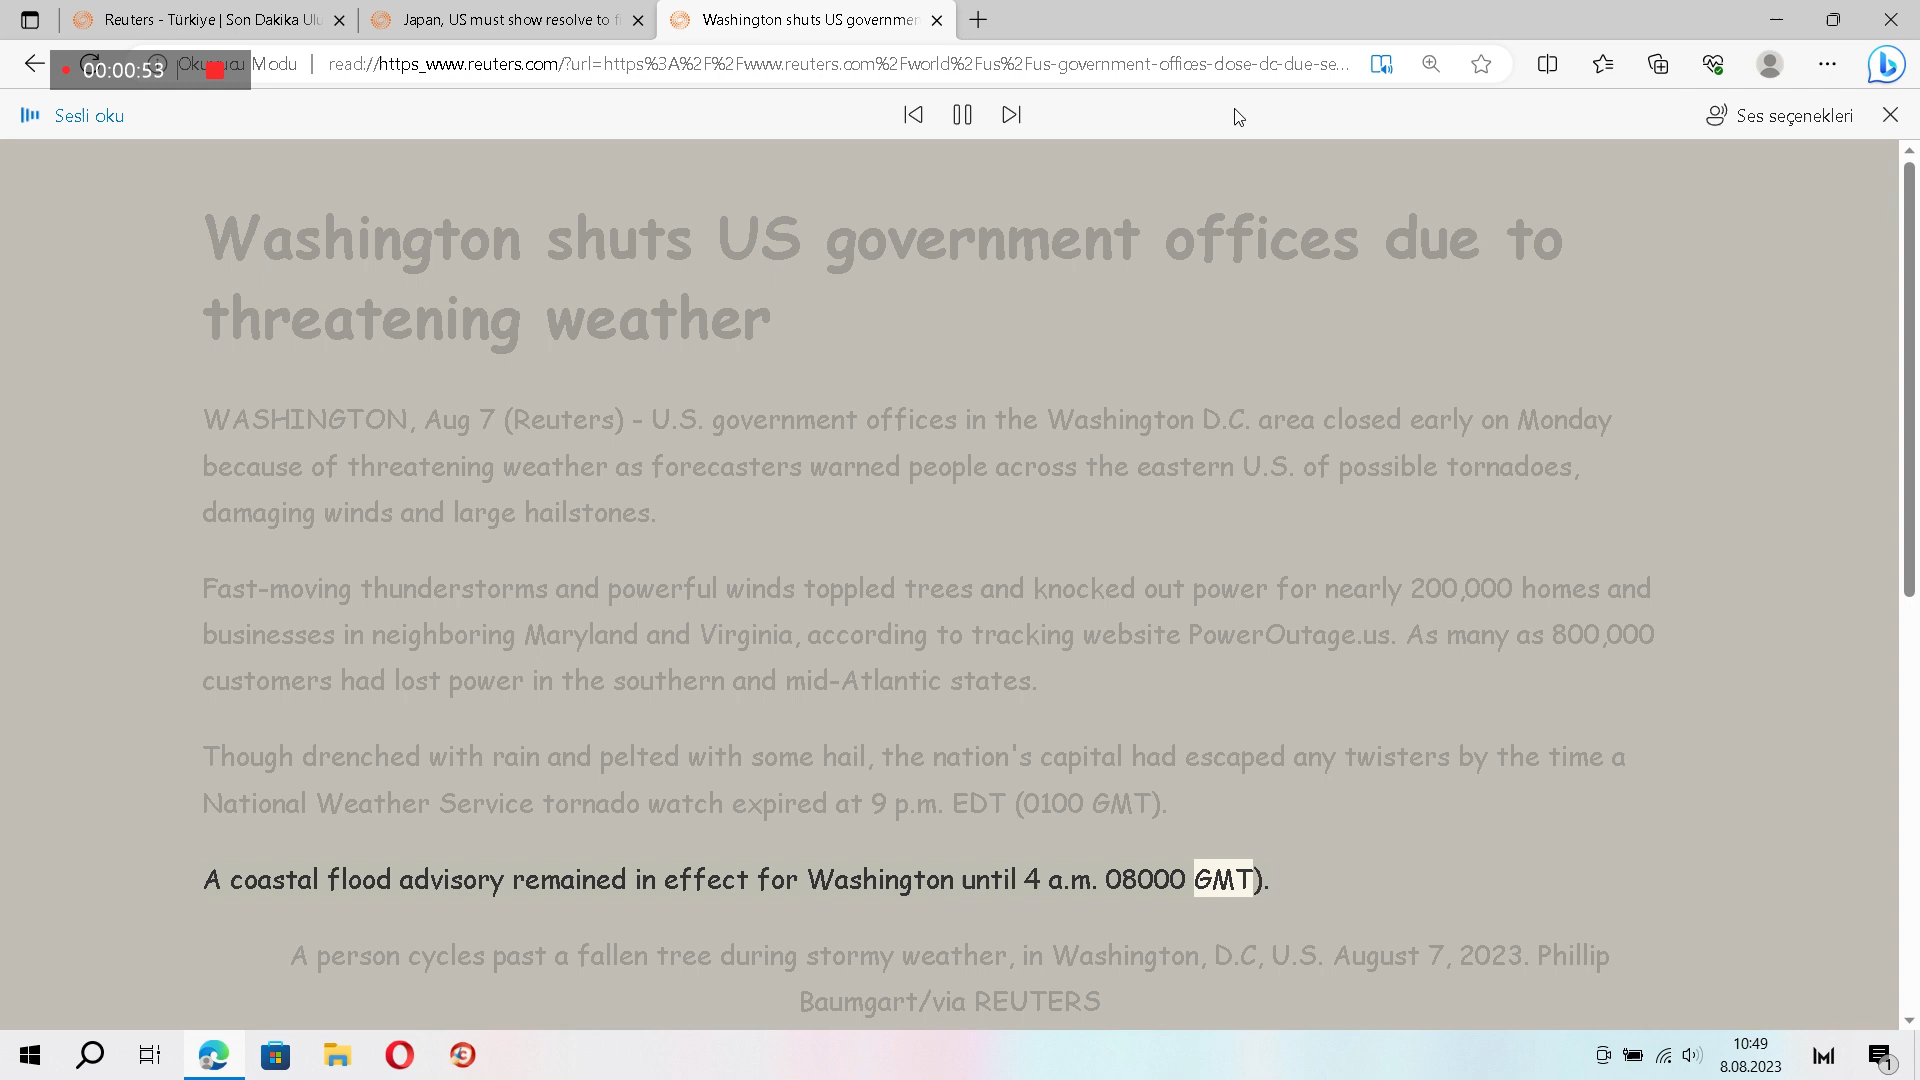 Reuters - Türkiye | Son Dakika Ulu
Japan, US must show resolve to fi
Washington shuts US governmen
00:00:53
Modu
read://https_www.reuters.com/?url=https%3A%2F%2Fwww.reuters.com%2Fworld%2Fus%2Fus-government-offices-close-dc-due-se...
Sesli oku
Ses seçenekleri
Washington shuts US government offices due to
threatening weather
WASHINGTON, Aug 7 (Reuters) - U.S. government offices in the Washington D.C. area closed early on Monday
because of threatening weather as forecasters warned people across the eastern U.S. of possible tornadoes,
damaging winds and large hailstones.
Fast-moving thunderstorms and powerful winds toppled trees and knocked out power for nearly 200,000 homes and
businesses in neighboring Maryland and Virginia, according to tracking website PowerOutage.us. As many as 800,000
customers had lost power in the southern and mid-Atlantic states.
Though drenched with rain and pelted with some hail, the nation's capital had escaped any twisters by the time a
National Weather Service tornado watch expired at 9 p.m. EDT (0100 GMT).
A coastal flood advisory remained in effect for Washington until 4 a.m. 08000 GMT).
A person cycles past a fallen tree during stormy weather, in Washington, D.C, U.S. August 7, 2023. Phillip
Baumgart/via REUTERS
10:49
8.08.2023
1